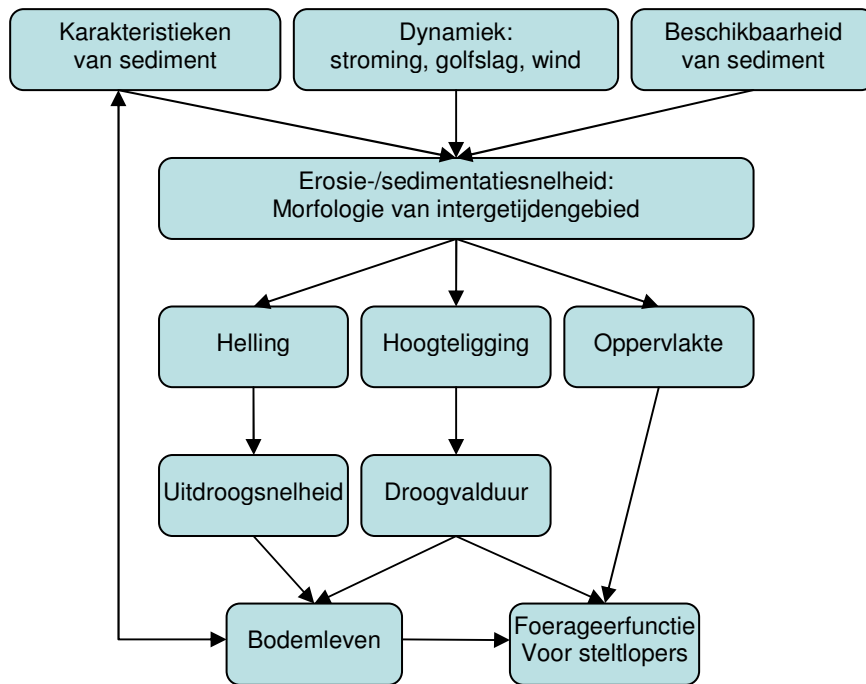 Karakteristieken
van sediment
Dynamiek:
stroming, golfslag, wind
Beschikbaarheid
van sediment
Erosie-/sedimentatiesnelheid:
Morfologie van intergetijdengebied
Helling
Hoogteligging
Oppervlakte
Uitdroogsnelheid
Droogvalduur
Bodemleven
Foerageerfunctie
Voor steltlopers